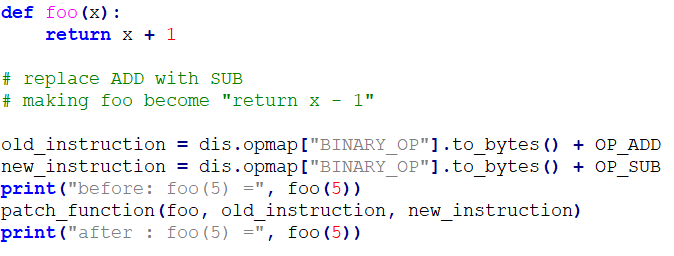 def foo(x):
    return x + 1

# replace ADD with SUB
# making foo become "return x - 1"

old_instruction = dis.opmap["BINARY_OP"].to_bytes() + OP_ADD
new_instruction = dis.opmap["BINARY_OP"].to_bytes() + OP_SUB
print("before: foo(5) =", foo(5))
patch_function(foo, old_instruction, new_instruction)
print("after : foo(5) =", foo(5))